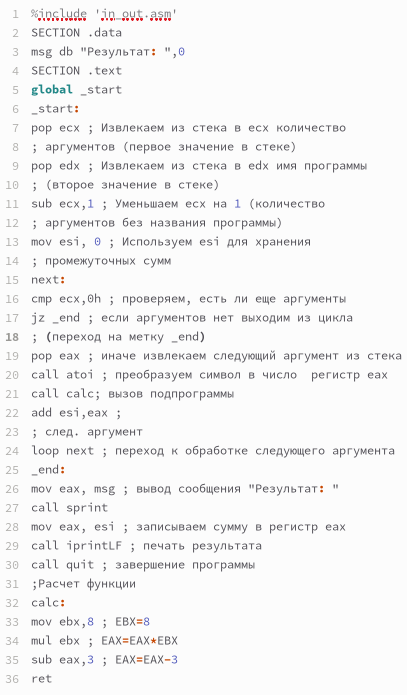 1 %include 'in_out.asm'
2 SECTION .data
3 msg db "Результат: ",0
4 SECTION .text
5 global _start
6 _start:
7 pop ecx ; Извлекаем из стека в ecx количество
8 ; аргументов (первое значение в стеке)
9 pop edx ; Извлекаем из стека в edx имя программы
10 ; (второе значение в стеке)
11 sub ecx,1 ; Уменьшаем ecx на 1 (количество
12 ; аргументов без названия программы)
13 mov esi, 0 ; Используем esi для хранения
14 ; промежуточных сумм
15 next:
16 cmp ecx,0h ; проверяем, есть ли еще аргументы
17 jz _end ; если аргументов нет выходим из цикла
18 ; (переход на метку _end)
19 pop eax ; иначе извлекаем следующий аргумент из стека
20 call atoi ; преобразуем символ в число  регистр eax
21 call calc; вызов подпрограммы
22 add esi,eax ;
23 ; след. аргумент
24 loop next ; переход к обработке следующего аргумента
25 _end:
26 mov eax, msg ; вывод сообщения "Результат: "
27 call sprint
28 mov eax, esi ; записываем сумму в регистр eax
29 call iprintLF ; печать результата
30 call quit ; завершение программы
31 ;Расчет функции
32 calc:
33 mov ebx,8 ; EBX=8
34 mul ebx ; EAX=EAX*EBX
35 sub eax,3 ; EAX=EAX-3
36 ret